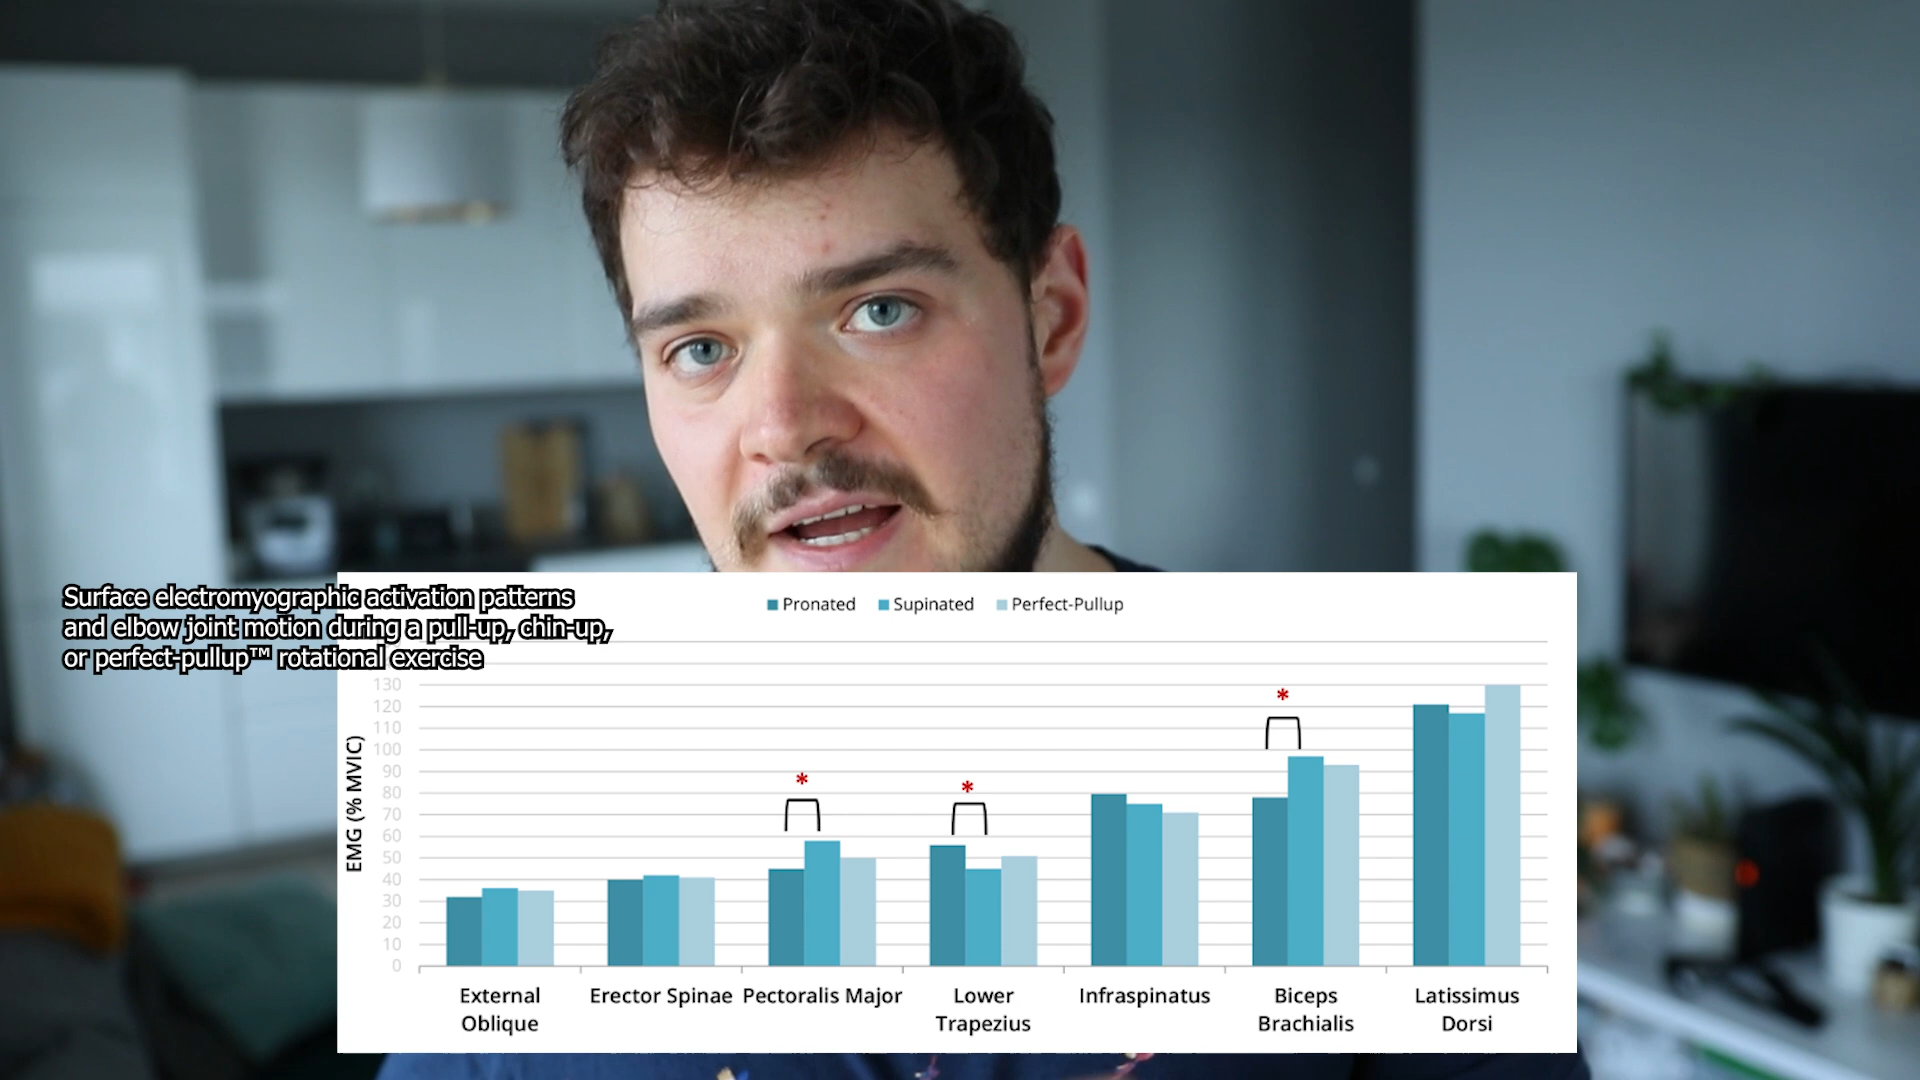 Surface electromyographic activation patterns
and elbow joint motion during a pull-up, chin-up,
or perfect-pullup™ rotational exercise
Pronated Supinated Perfect-Pullup
EMG (% MVIC)
130
120
110
100
90
80
70
60
50
40
30
20
10
0
*
*
*
External
Oblique
Erector Spinae
Pectoralis Major
Lower
Trapezius
Infraspinatus
Biceps
Brachialis
Latissimus
Dorsi